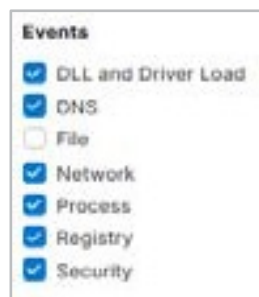 Events
DLL and Driver Load
DNS
File
Network
Process
Registry
Security